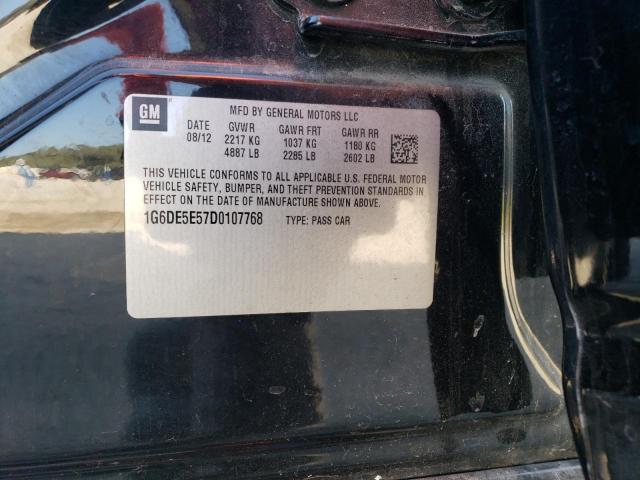 GM
MFD BY GENERAL MOTORS LLC
DATE GVWR GAWR FRT GAWR RR
08/12 2217 KG 1037 KG 1180 KG
4887 LB 2285 LB 2602 LB
THIS VEHICLE CONFORMS TO ALL APPLICABLE U.S. FEDERAL MOTOR
VEHICLE SAFETY, BUMPER, AND THEFT PREVENTION STANDARDS IN
EFFECT ON THE DATE OF MANUFACTURE SHOWN ABOVE.
1G6DE5E57D0107768 TYPE: PASS CAR